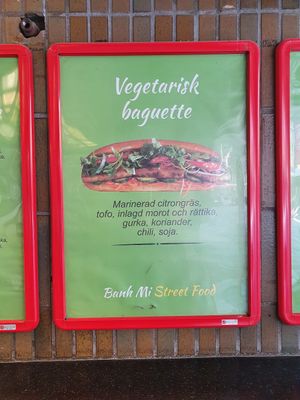 Vegetarisk
baguette
Marinerad citrongräs,
tofo, inlagd morot och rättika,
gurka, koriander,
chili, soja.
Banh Mi Street Food